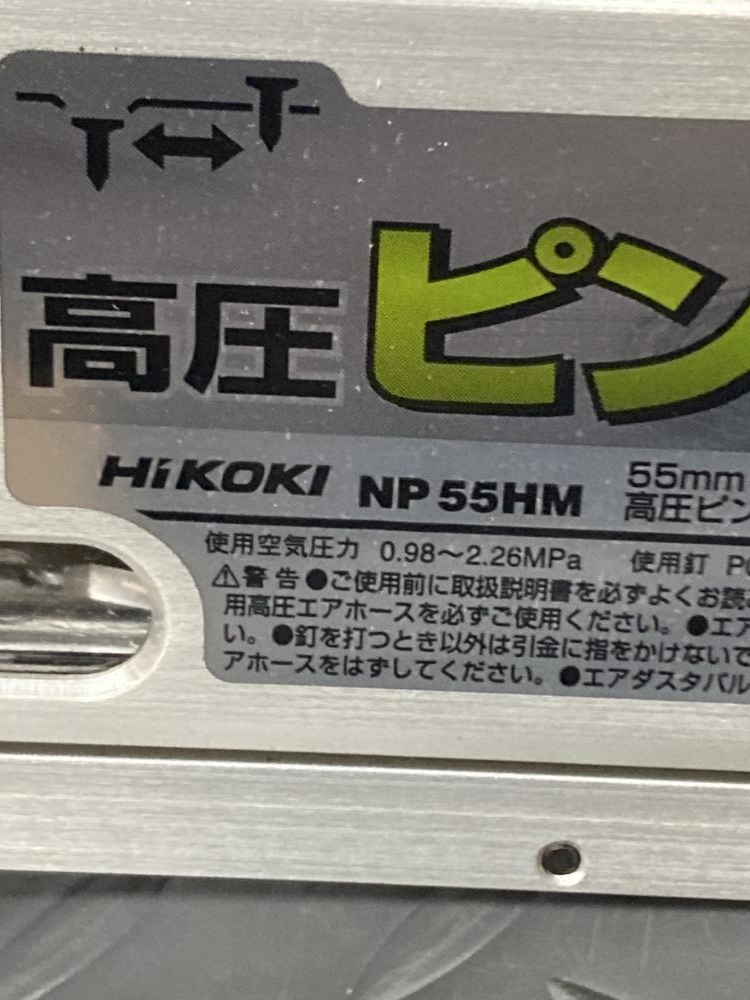 高圧ピン
HiKOKI NP55HM 55mm
高圧ピン
使用空気圧力 0.98～2.26MPa 使用釘
⚠警告●ご使用前に取扱説明書を必ずよくお読
用高圧エアホースを必ずご使用ください。●エア
い。●釘を打つとき以外は引金に指をかけないで
アホースをはずしてください。●エアダスタバル